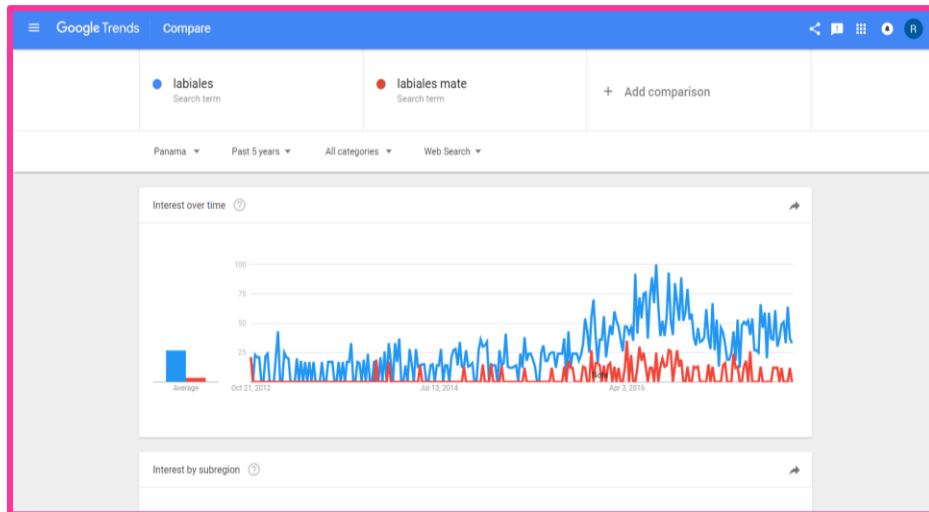 Google Trends Compare
R
labiales
Search term
labiales mate
Search term
+ Add comparison
Panama Past 5 years All categories Web Search
Interest over time
100
75
50
25
Average
Oct 21, 2012 Jul 13, 2014 Apr 3, 2016
Note
Interest by subregion